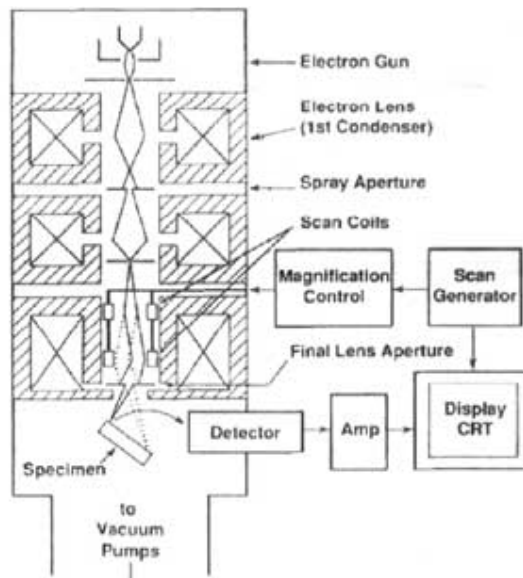 Electron Gun
Electron Lens
(1st Condenser)
Spray Aperture
Scan Coils
Magnification
Control
Scan
Generator
Final Lens Aperture
Display
CRT
Detector
Amp
Specimen
to
Vacuum
Pumps